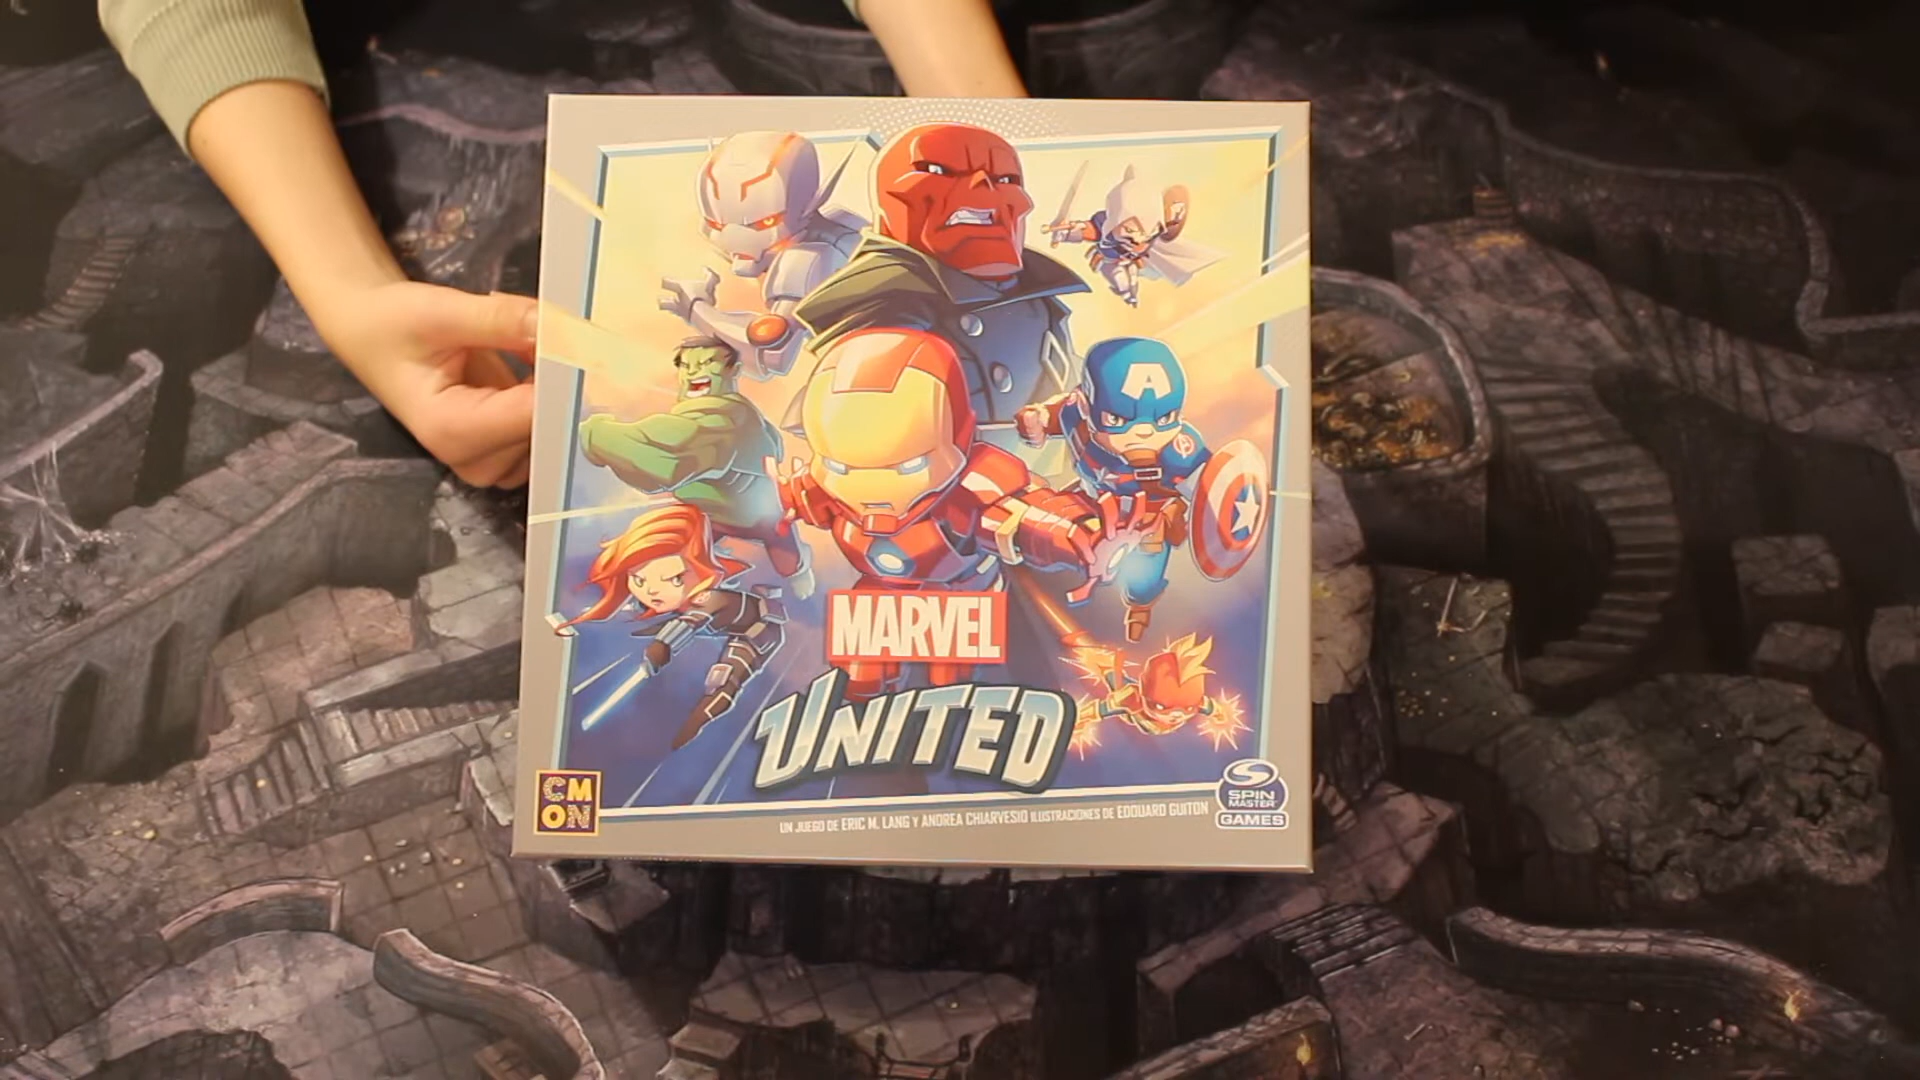 MARVEL
UNITED
CMON
UN JUEGO DE ERIC M. LANG Y ANDREA CHIARVESIO ILUSTRACIONES DE EDOUARD GUITON
SPIN
MASTER
GAMES
A